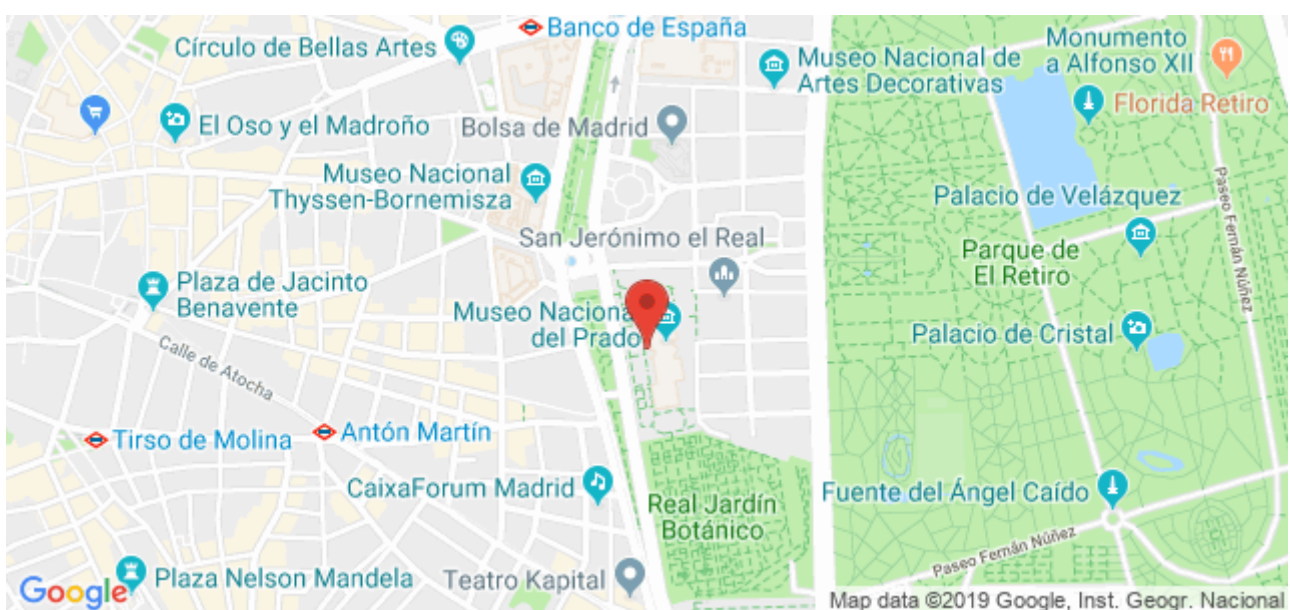 Banco de España
Círculo de Bellas Artes
Museo Nacional de
Artes Decorativas
Monumento
a Alfonso XII
Florida Retiro
El Oso y el Madroño
Bolsa de Madrid
Museo Nacional
Thyssen-Bornemisza
Palacio de Velázquez
Paseo Fernán Núñez
San Jerónimo el Real
Parque de
El Retiro
Plaza de Jacinto
Benavente
Museo Naciona
del Prado
Palacio de Cristal
Calle de Atocha
Tirso de Molina
Antón Martín
CaixaForum Madrid
Real Jardín
Botánico
Fuente del Ángel Caído
Paseo Fernán Núñez
Google
Plaza Nelson Mandela
Teatro Kapital
Map data ©2019 Google, Inst. Geogr. Nacional